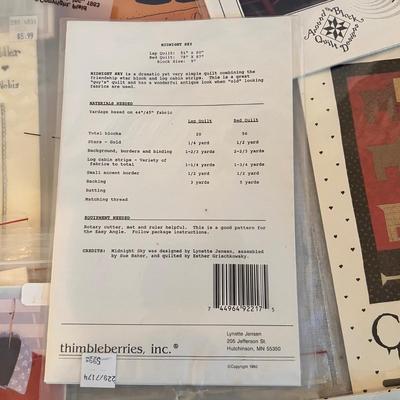 MIDNIGHT SKY
Lap Quilt: 51" x 60"
Bed Quilt: 78" x 87"
Block Size: 9"
MIDNIGHT SKY is a dramatic yet very simple quilt combining the
friendship star block and log cabin strips. This is a great
"guy's" quilt and has a wonderful antique look when "old" looking
fabrics are used.
MATERIALS NEEDED
Yardage based on 44"/45" fabric
Lap Quilt Bed Quilt
Total blocks 20 56
Stars - Gold 1/4 yard 1/2 yard
Background, borders and binding 1-2/3 yards 2-2/3 yards
Log cabin strips - Variety of
fabrics to total 1-1/4 yards 1-3/4 yards
Small accent border 1/2 yard 1/2 yard
Backing 3 yards 5 yards
Batting
Matching thread
EQUIPMENT NEEDED
Rotary cutter, mat and ruler helpful. This is a good pattern for
the Easy Angle. Follow package instructions.
CREDITS: Midnight Sky was designed by Lynette Jensen, assembled
by Sue Bahr, and quilted by Esther Grischkowsky.
7 44964 92217 5
thimbleberries, inc.®
Lynette Jensen
205 Jefferson St.
Hutchinson, MN 55350
©Copyright 1992
225/7174
$5.99